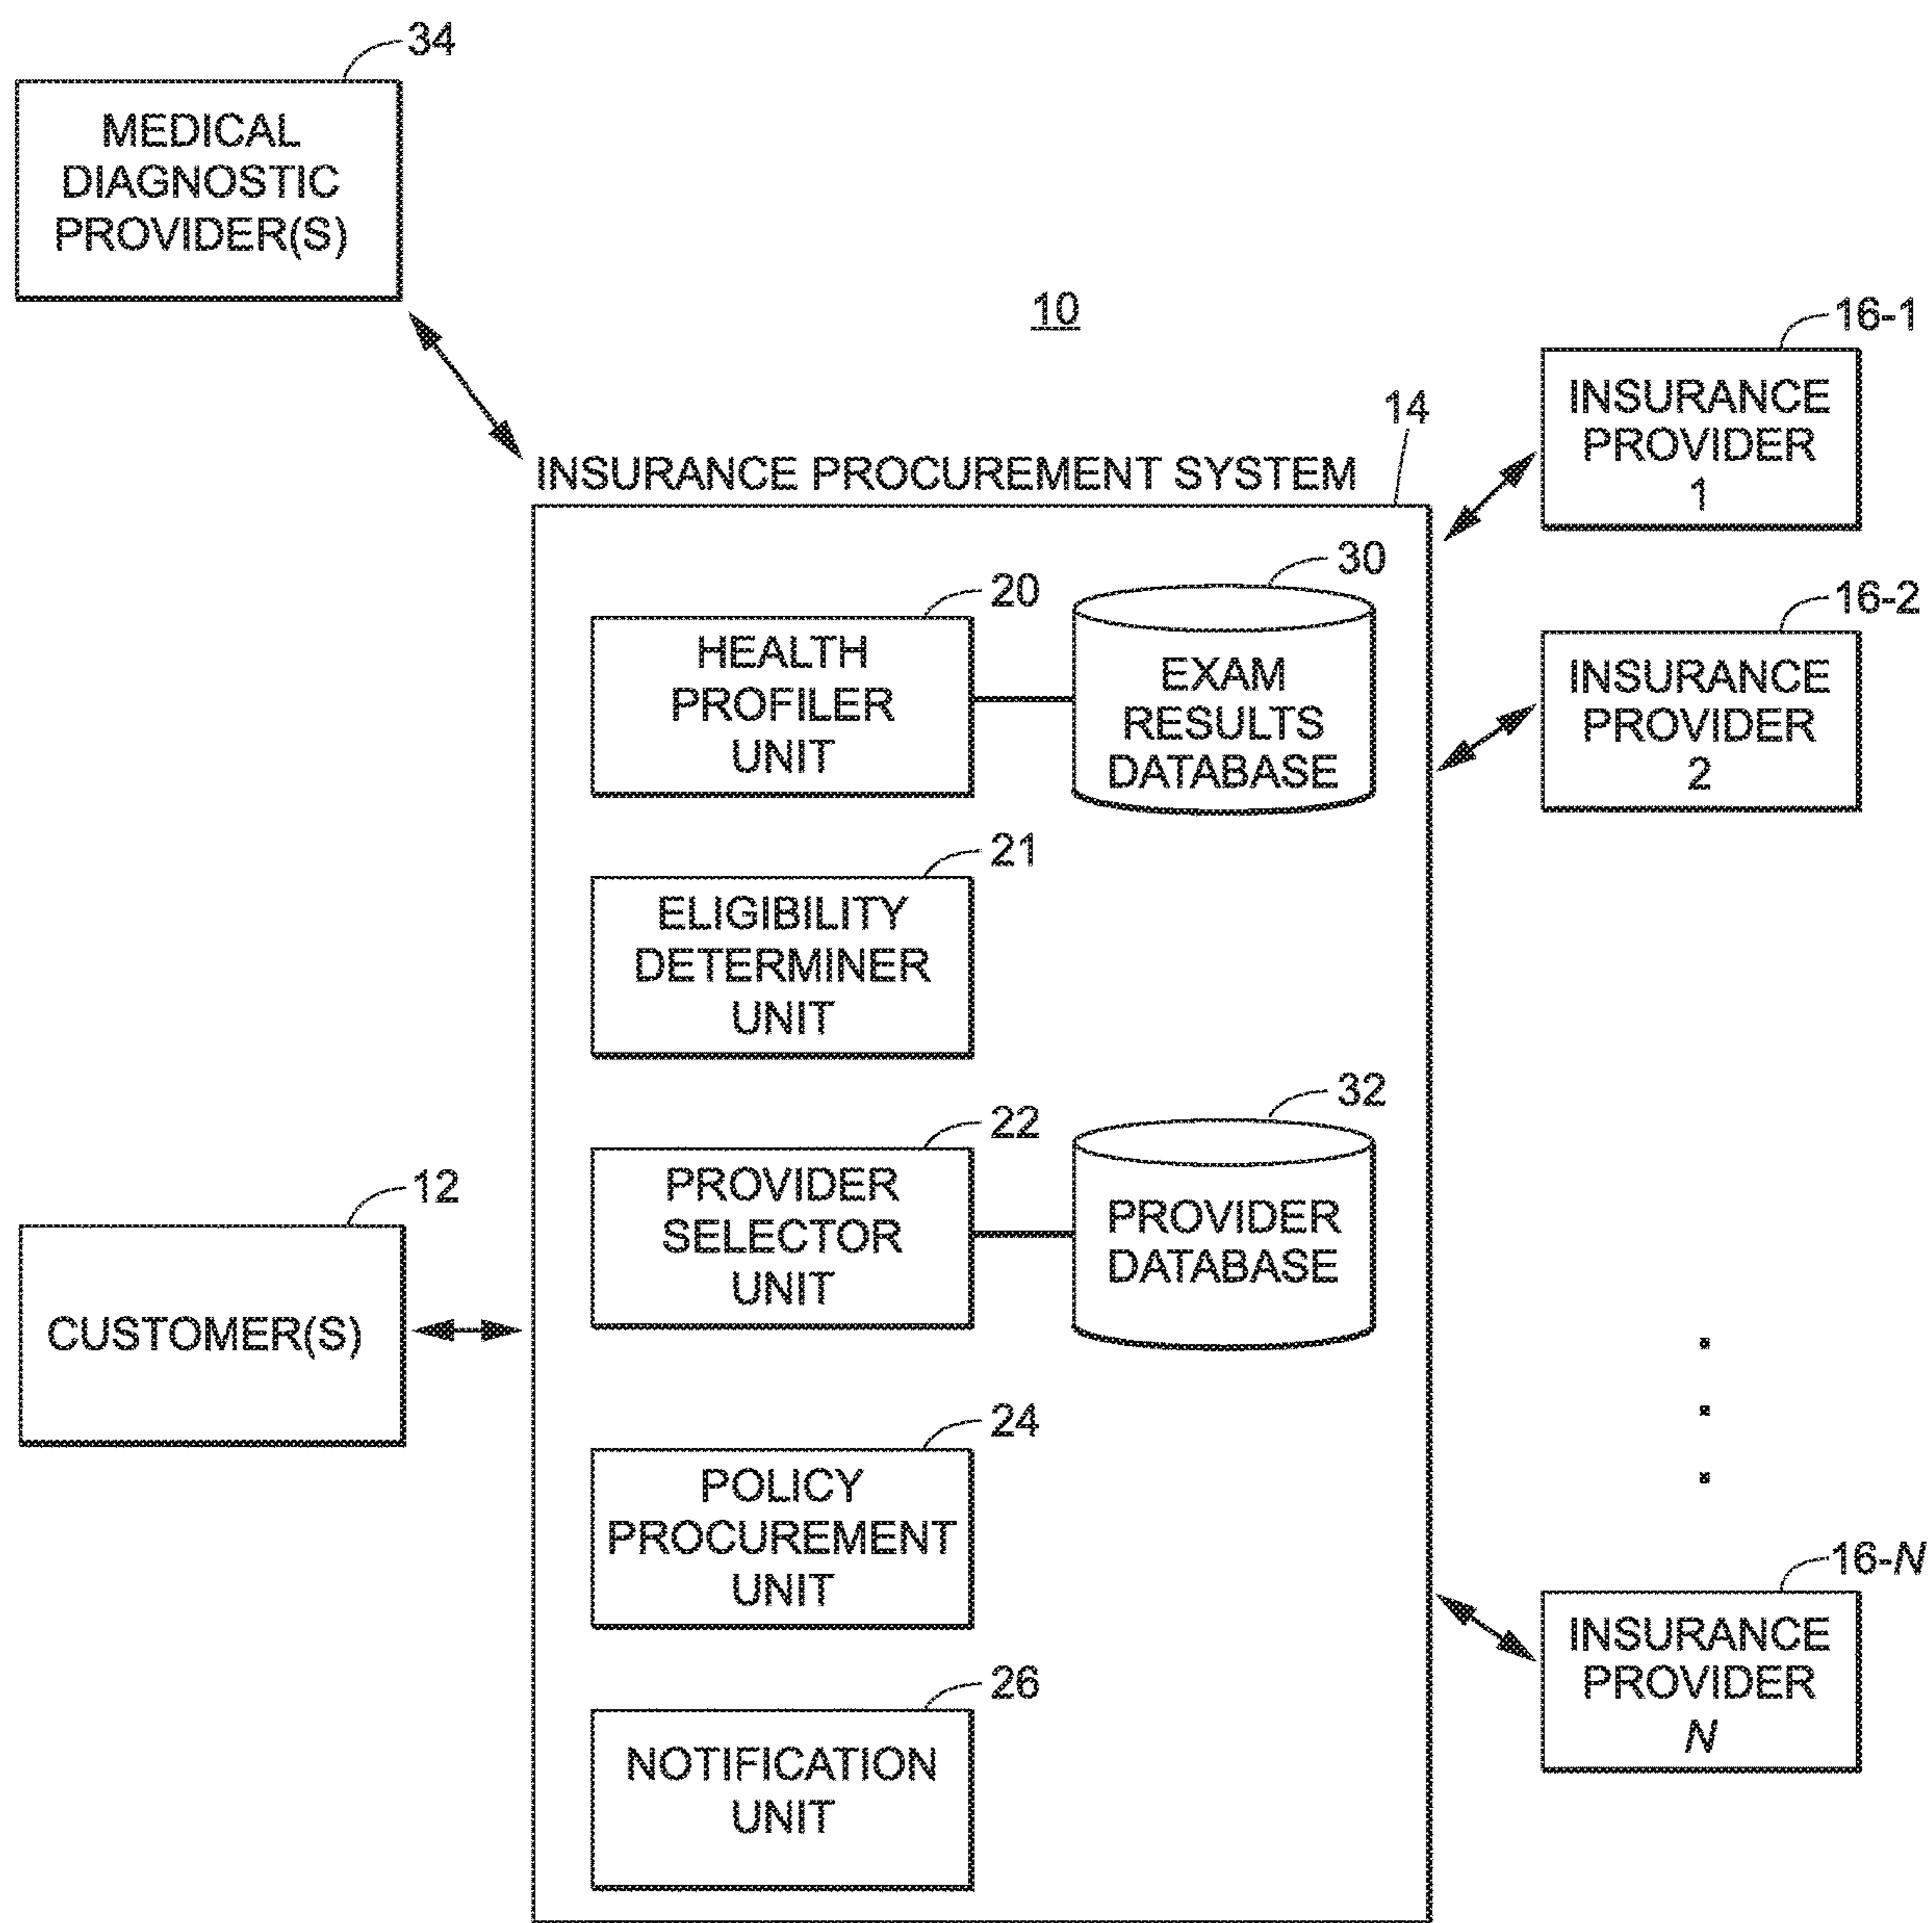 34
MEDICAL
DIAGNOSTIC
PROVIDER(S)
10
16-1
INSURANCE
PROVIDER
1
14
INSURANCE PROCUREMENT SYSTEM
30
20
16-2
HEALTH
PROFILER
UNIT
EXAM
RESULTS
DATABASE
INSURANCE
PROVIDER
2
21
ELIGIBILITY
DETERMINER
UNIT
32
22
PROVIDER
SELECTOR
UNIT
PROVIDER
DATABASE
12
CUSTOMER(S)
24
POLICY
PROCUREMENT
UNIT
16-N
INSURANCE
PROVIDER
N
26
NOTIFICATION
UNIT